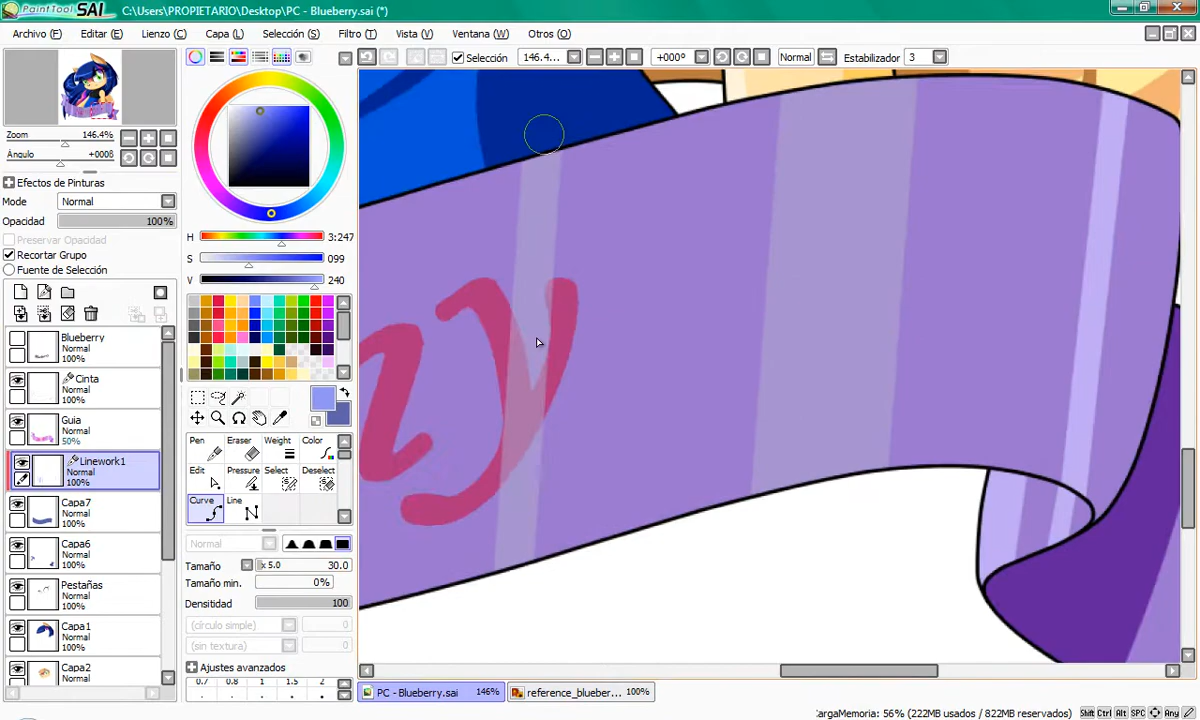 PaintTool SAI C:\Users\PROPIETARIO\Desktop\PC - Blueberry.sai (*)
Archivo (F) Editar (E) Lienzo (C) Capa (L) Selección (S) Filtro (T) Vista (V) Ventana (W) Otros (O)
Selección 146.4... +000º Normal Estabilizador 3
Zoom 146.4%
Ángulo +000§
Efectos de Pinturas
Modo Normal
Opacidad 100%
Preservar Opacidad
Recortar Grupo
Fuente de Selección
Blueberry
Normal
100%
Cinta
Normal
100%
Guia
50%
Linework1
Normal
100%
Capa7
Normal
100%
Capa6
Normal
100%
Pestañas
Normal
100%
Capa1
Normal
100%
Capa2
Normal
100%
H 3:247
S 099
V 240
Pen Eraser Weight Color
Edit Pressure Select Deselect
Curve Line
Normal
Tamaño x 5.0 30.0
Tamaño min. 0%
Densidad 100
(círculo simple) 0
(sin textura) 0
Ajustes avanzados
0.7 0.8 1 1.5 2
zy
PC - Blueberry.sai 146% reference_blueber... 100%
CargaMemoria: 56% (222MB usados / 822MB reservados) Shift Ctrl Alt SPC Any